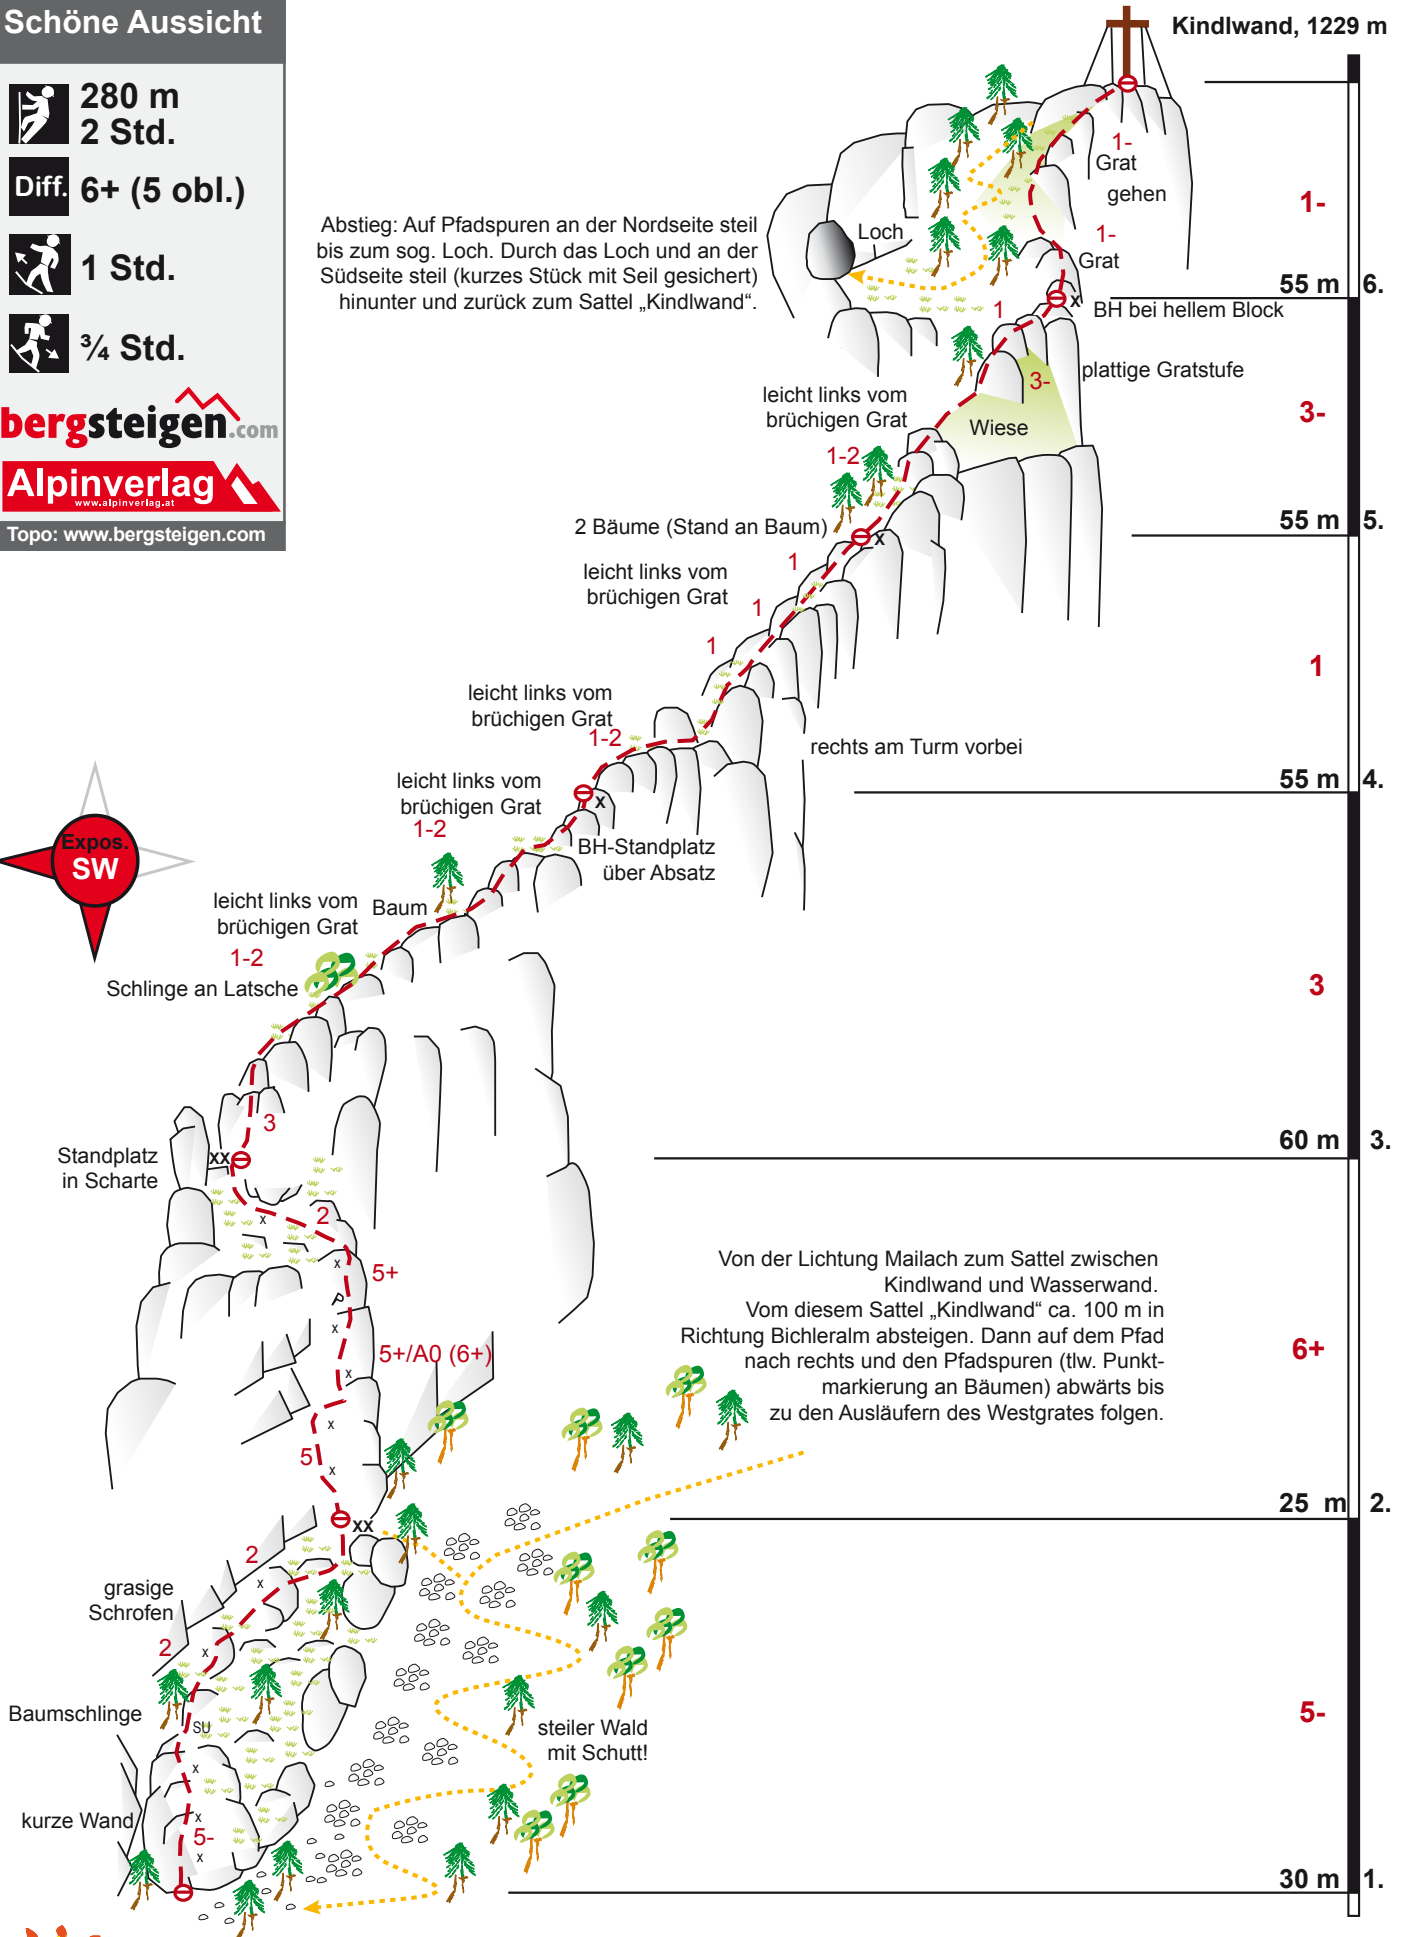 Schöne Aussicht
280 m
2 Std.
Diff. 6+ (5 obl.)
1 Std.
¾ Std.
bergsteigen.com
Alpinverlag
www.alpinverlag.at
Topo: www.bergsteigen.com
Kindlwand, 1229 m
1-
Grat
gehen
1-
Abstieg: Auf Pfadspuren an der Nordseite steil
bis zum sog. Loch. Durch das Loch und an der
Südseite steil (kurzes Stück mit Seil gesichert)
hinunter und zurück zum Sattel „Kindlwand“.
Loch
1-
Grat
55 m 6.
x
1
BH bei hellem Block
plattige Gratstufe
3-
leicht links vom
brüchigen Grat
3-
Wiese
1-2
2 Bäume (Stand an Baum)
x
55 m 5.
leicht links vom
brüchigen Grat
1
1
1
1
leicht links vom
brüchigen Grat
1-2
rechts am Turm vorbei
leicht links vom
brüchigen Grat
1-2
x
55 m 4.
BH-Standplatz
über Absatz
Expos.
SW
leicht links vom
brüchigen Grat
Baum
1-2
Schlinge an Latsche
3
3
Standplatz
in Scharte
xx
60 m 3.
x
2
x
5+
P
x
5+/A0 (6+)
x
Von der Lichtung Mailach zum Sattel zwischen
Kindlwand und Wasserwand.
Vom diesem Sattel „Kindlwand“ ca. 100 m in
Richtung Bichleralm absteigen. Dann auf dem Pfad
nach rechts und den Pfadspuren (tlw. Punkt-
markierung an Bäumen) abwärts bis
zu den Ausläufern des Westgrates folgen.
6+
x
5
x
xx
25 m 2.
2
x
grasige
Schrofen
2
x
Baumschlinge
SU
steiler Wald
mit Schutt!
5-
x
kurze Wand
x
5-
x
30 m 1.